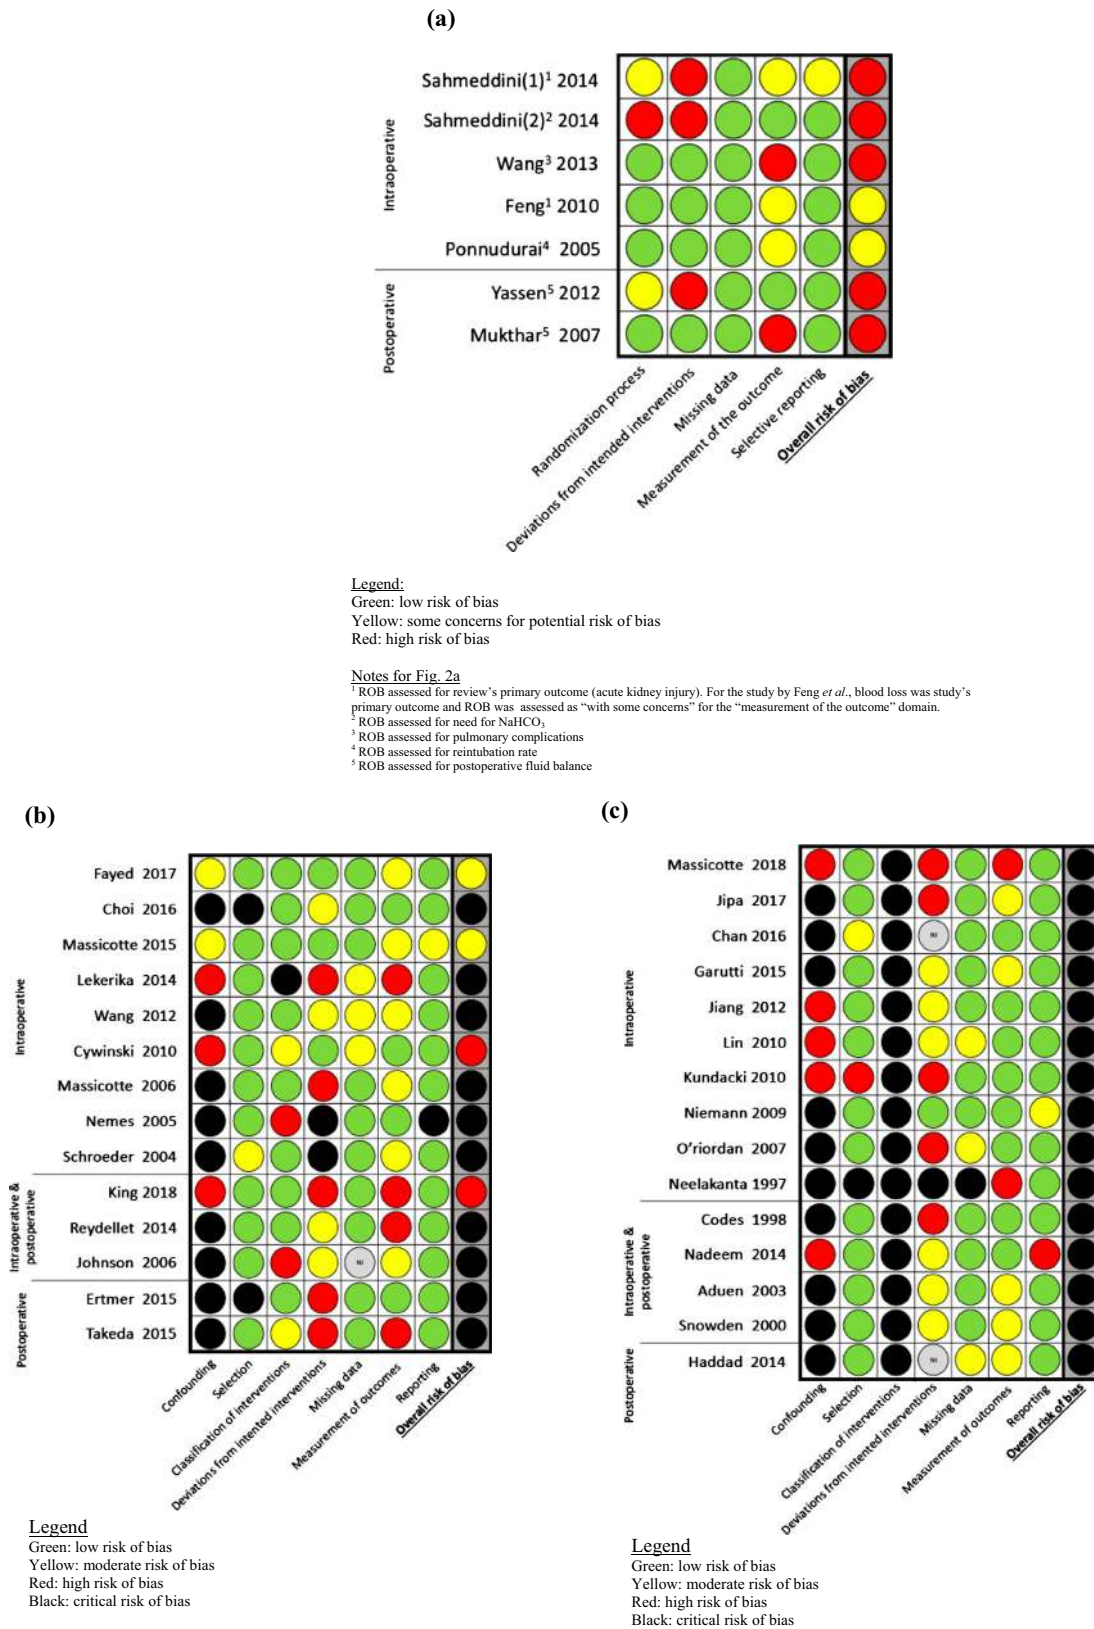 (a)
Sahmeddini(1)¹ 2014
Sahmeddini(2)² 2014
Wang³ 2013
Feng¹ 2010
Ponnudurai⁴ 2005
Yassen⁵ 2012
Mukthar⁵ 2007
Intraoperative
Postoperative
Randomization process
Deviations from intended interventions
Missing data
Measurement of the outcome
Selective reporting
Overall risk of bias
Legend:
Green: low risk of bias
Yellow: some concerns for potential risk of bias
Red: high risk of bias
Notes for Fig. 2a
¹ ROB assessed for review's primary outcome (acute kidney injury). For the study by Feng et al., blood loss was study's
primary outcome and ROB was assessed as "with some concerns" for the "measurement of the outcome" domain.
² ROB assessed for need for NaHCO₃
³ ROB assessed for pulmonary complications
⁴ ROB assessed for reintubation rate
⁵ ROB assessed for postoperative fluid balance
(b)
Fayed 2017
Choi 2016
Massicotte 2015
Lekerika 2014
Wang 2012
Cywinski 2010
Massicotte 2006
Nemes 2005
Schroeder 2004
King 2018
Reydellet 2014
Johnson 2006
NI
Ertmer 2015
Takeda 2015
Intraoperative
Intraoperative &
postoperative
Postoperative
Confounding
Selection
Classification of interventions
Deviations from intented interventions
Missing data
Measurement of outcomes
Reporting
Overall risk of bias
Legend
Green: low risk of bias
Yellow: moderate risk of bias
Red: high risk of bias
Black: critical risk of bias
(c)
Massicotte 2018
Jipa 2017
Chan 2016
NI
Garutti 2015
Jiang 2012
Lin 2010
Kundacki 2010
Niemann 2009
O'riordan 2007
Neelakanta 1997
Codes 1998
Nadeem 2014
Aduen 2003
Snowden 2000
Haddad 2014
NI
Intraoperative
Intraoperative &
postoperative
Postoperative
Confounding
Selection
Classification of interventions
Deviations from intented interventions
Missing data
Measurement of outcomes
Reporting
Overall risk of bias
Legend
Green: low risk of bias
Yellow: moderate risk of bias
Red: high risk of bias
Black: critical risk of bias